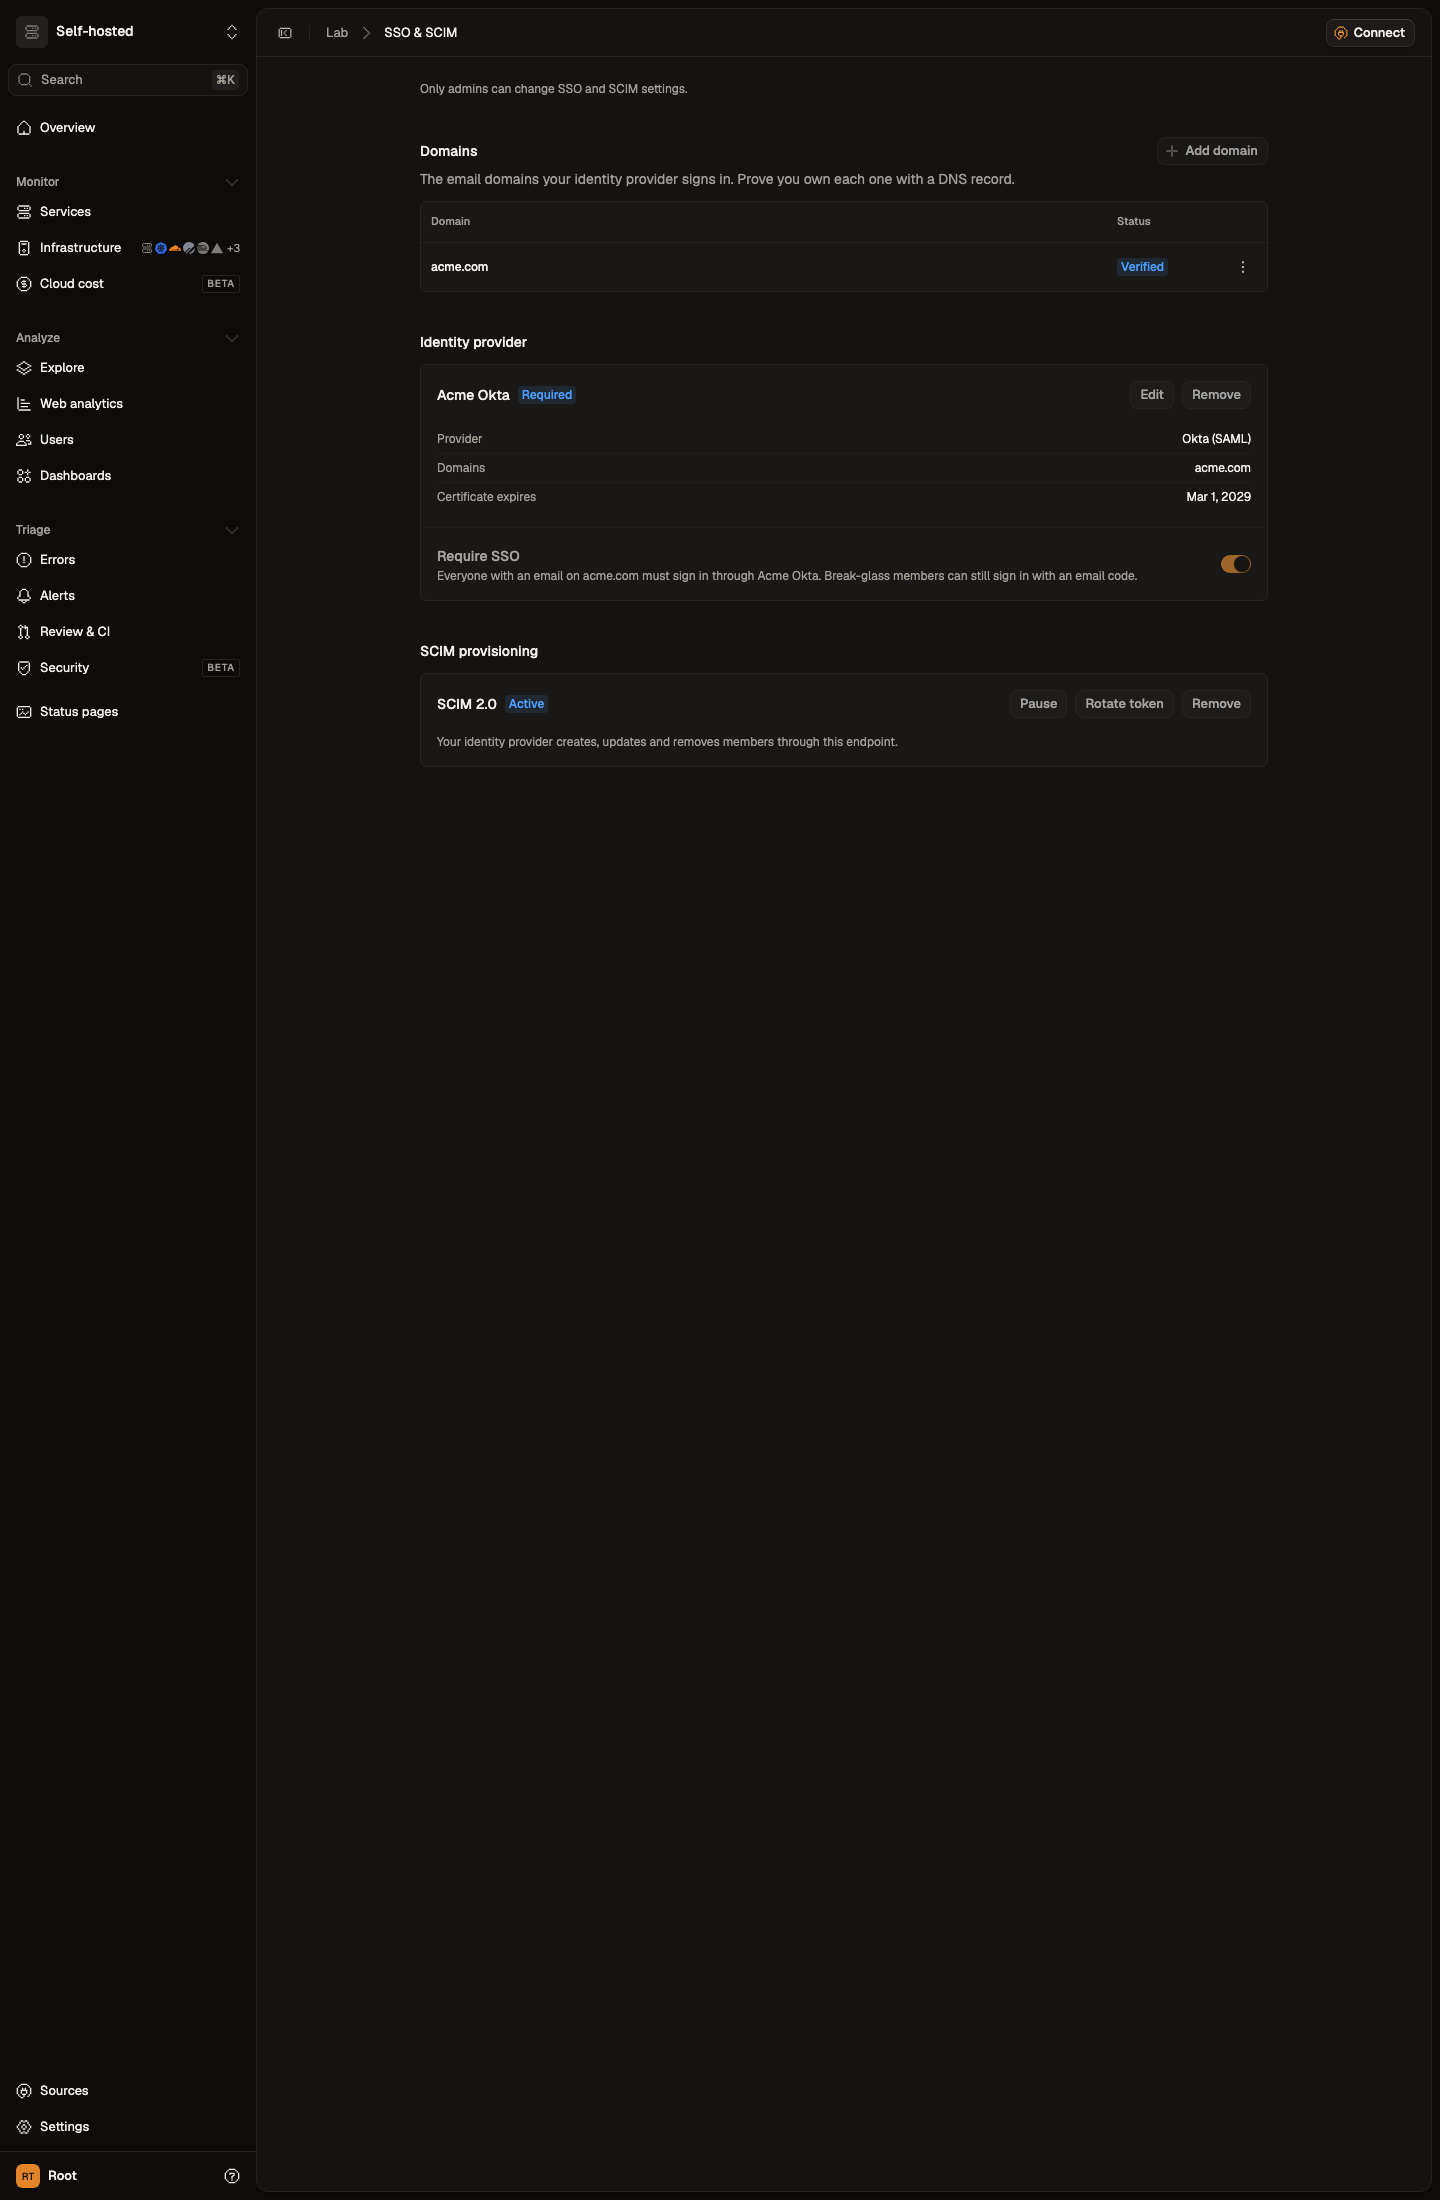 Self-hosted
Search
⌘K
Overview
Monitor
Services
Infrastructure
+3
Cloud cost
BETA
Analyze
Explore
Web analytics
Users
Dashboards
Triage
Errors
Alerts
Review & CI
Security
BETA
Status pages
Sources
Settings
RT
Root
Lab
SSO & SCIM
Connect
Only admins can change SSO and SCIM settings.
Domains
Add domain
The email domains your identity provider signs in. Prove you own each one with a DNS record.
Domain
Status
acme.com
Verified
Identity provider
Acme Okta
Required
Edit
Remove
Provider
Okta (SAML)
Domains
acme.com
Certificate expires
Mar 1, 2029
Require SSO
Everyone with an email on acme.com must sign in through Acme Okta. Break-glass members can still sign in with an email code.
SCIM provisioning
SCIM 2.0
Active
Pause
Rotate token
Remove
Your identity provider creates, updates and removes members through this endpoint.